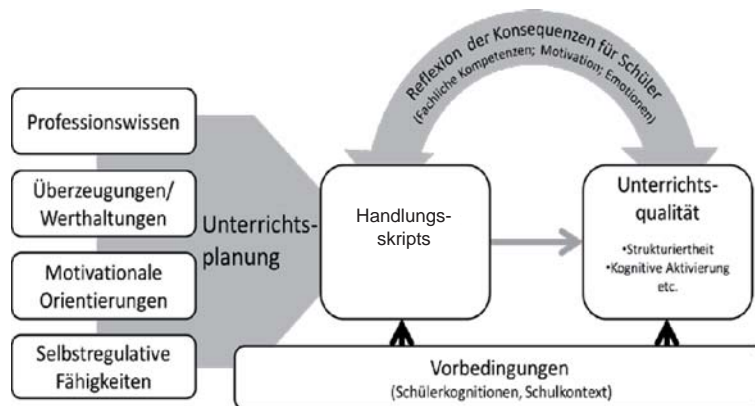 Reflexion der Konsequenzen für Schüler
(Fachliche Kompetenzen; Motivation; Emotionen)
Professionswissen
Überzeugungen/
Werthaltungen
Motivationale
Orientierungen
Selbstregulative
Fähigkeiten
Unterrichts-
planung
Handlungs-
skripts
Unterrichts-
qualität
•Strukturiertheit
•Kognitive Aktivierung
etc.
Vorbedingungen
(Schülerkognitionen, Schulkontext)